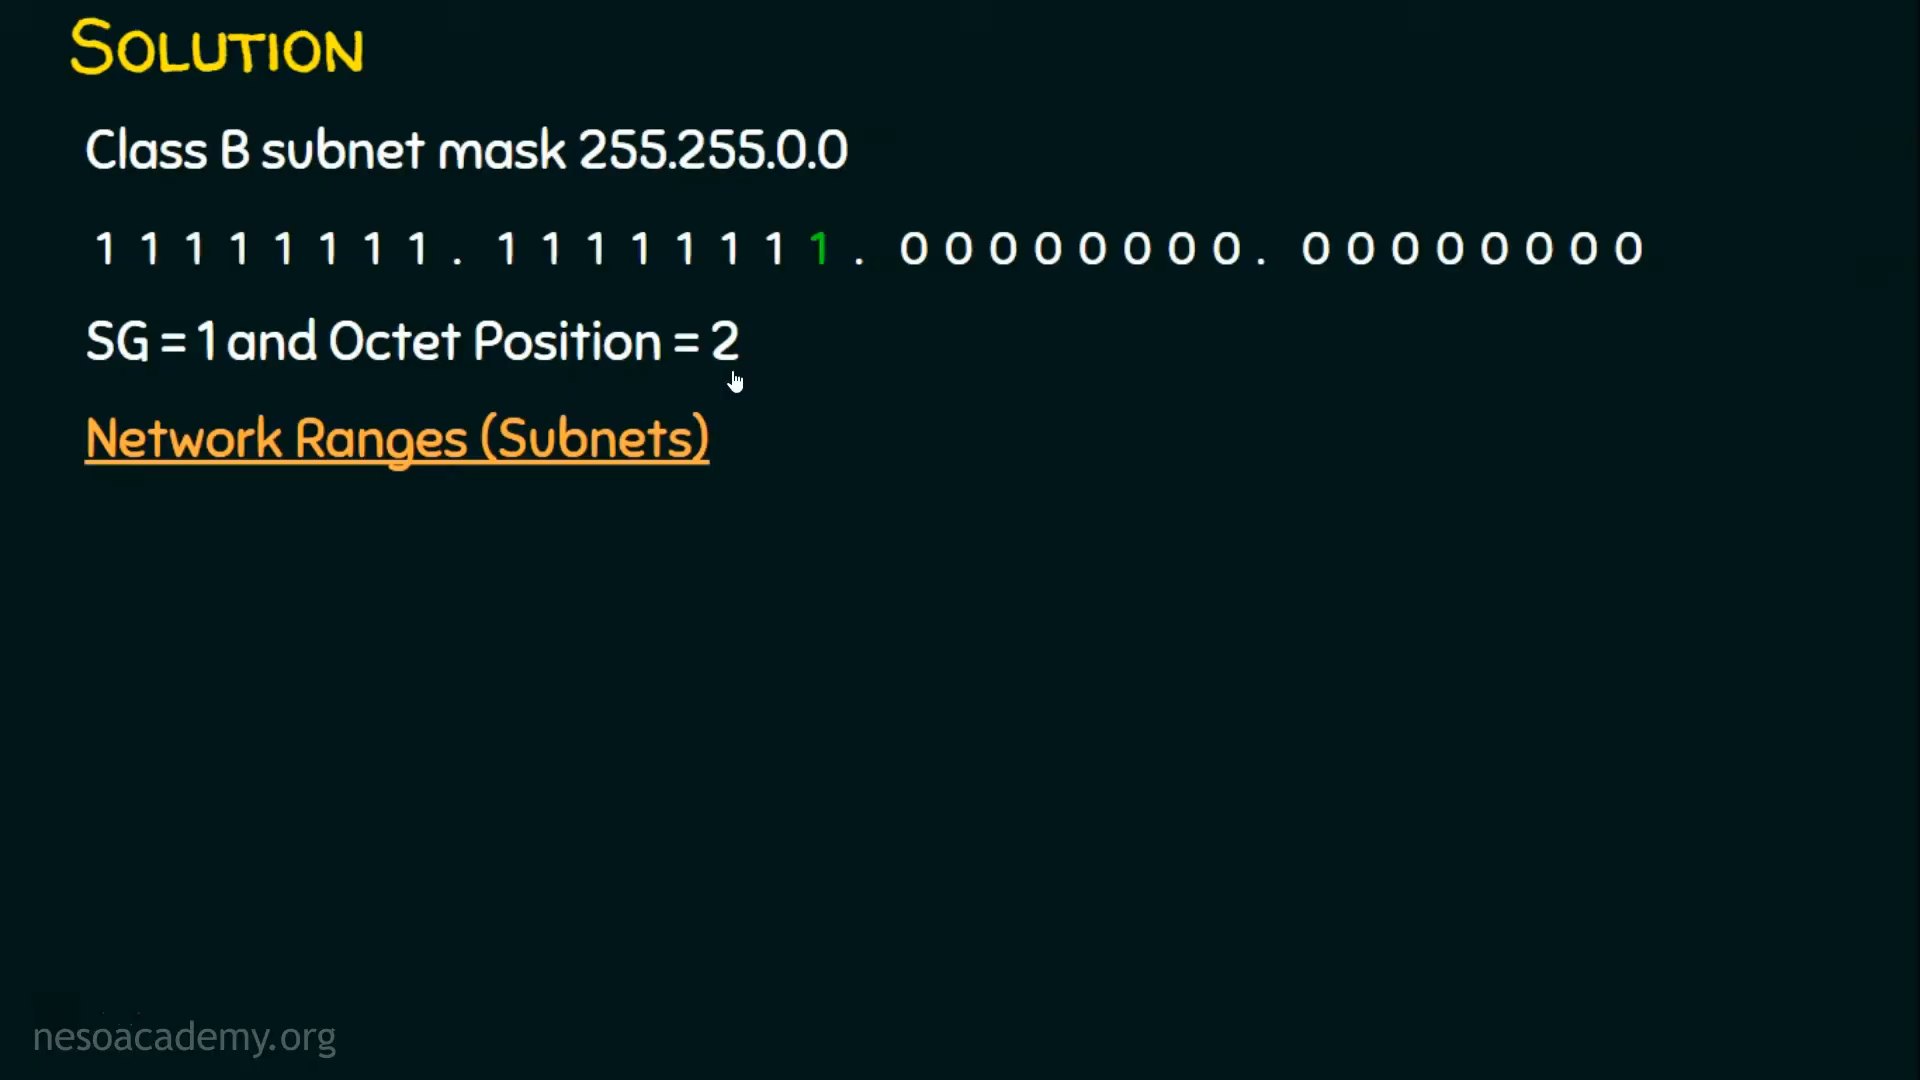 SOLUTION
Class B subnet mask 255.255.0.0
1 1 1 1 1 1 1 1 . 1 1 1 1 1 1 1 1 . 0 0 0 0 0 0 0 0 . 0 0 0 0 0 0 0 0
SG = 1 and Octet Position = 2
Network Ranges (Subnets)
nesoacademy.org